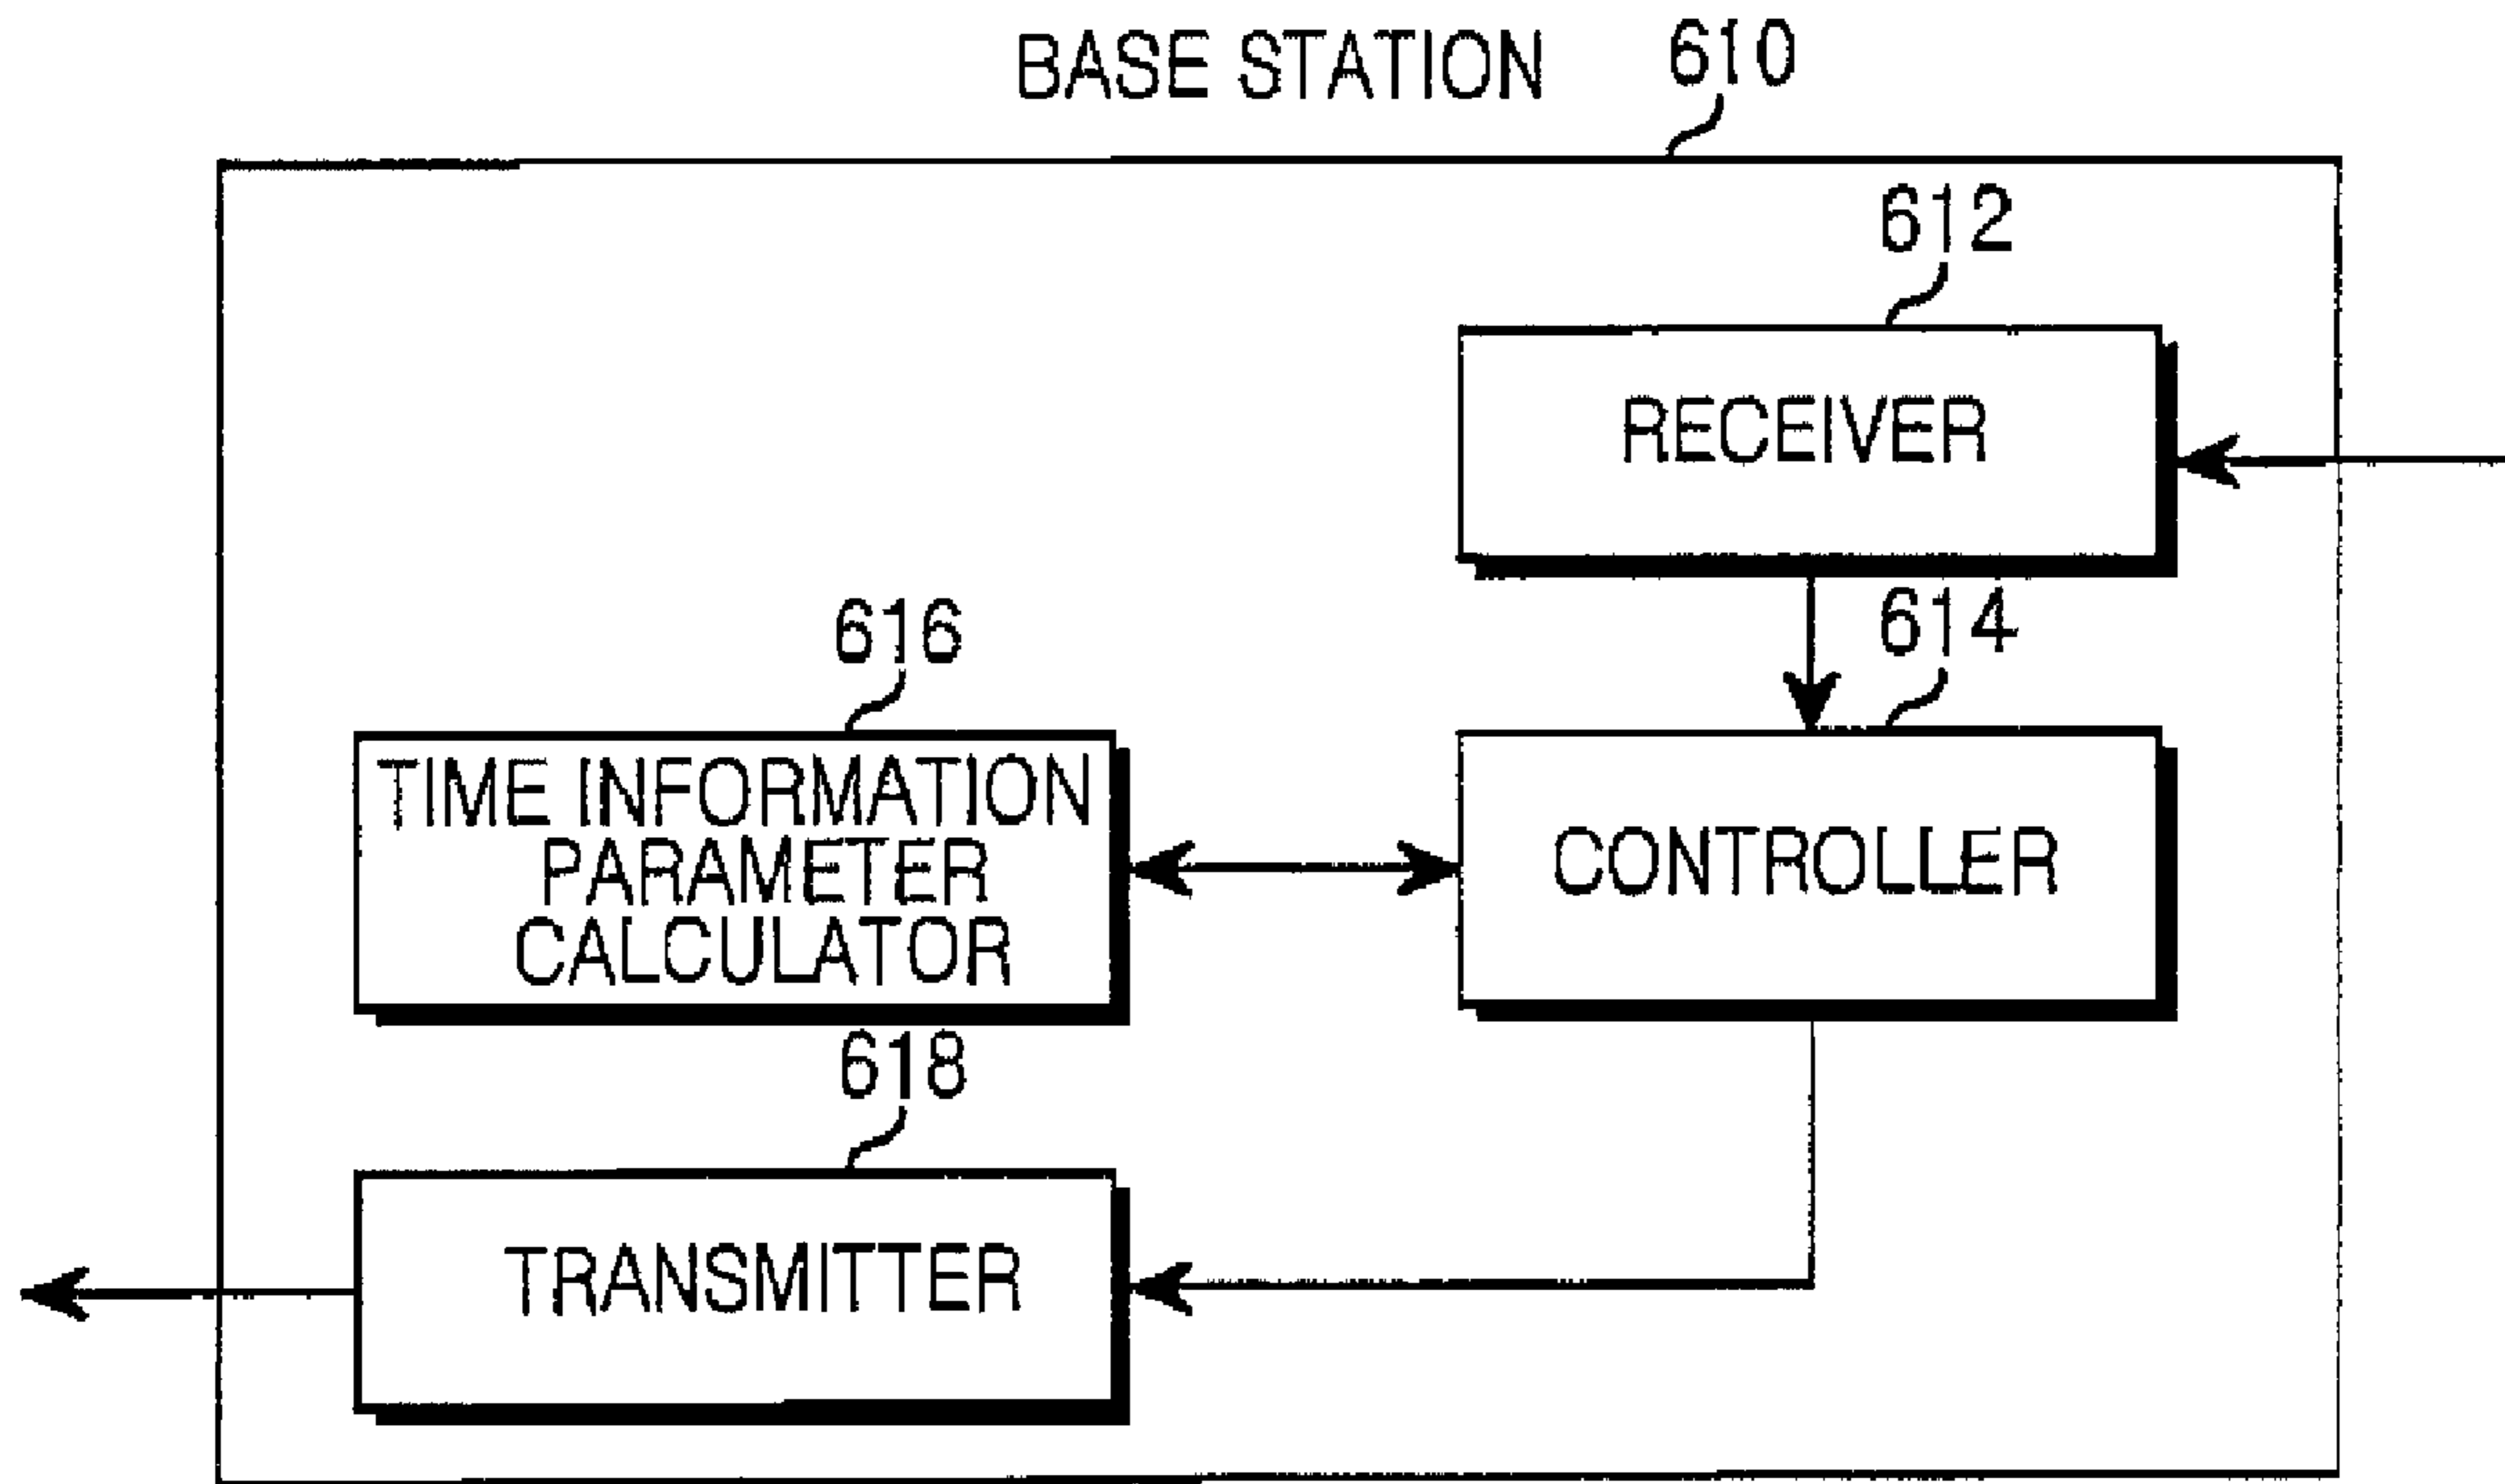 BASE STATION 610
612
RECEIVER
616
614
TIME INFORMATION
PARAMETER
CALCULATOR
CONTROLLER
618
TRANSMITTER